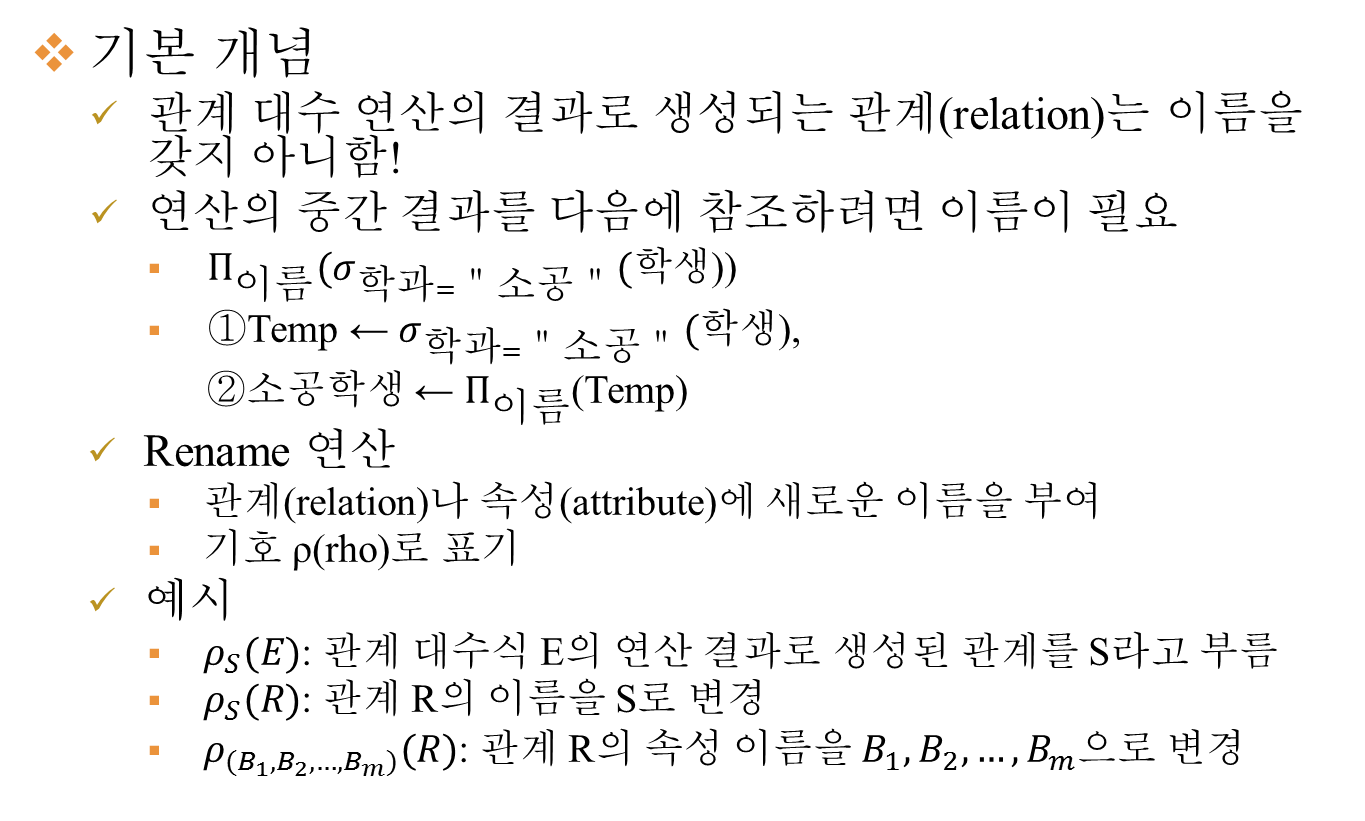 ❖ 기본 개념
✓ 관계 대수 연산의 결과로 생성되는 관계(relation)는 이름을
갖지 아니함!
✓ 연산의 중간 결과를 다음에 참조하려면 이름이 필요
▪ Π이름(σ학과= " 소공 " (학생))
▪ ①Temp ← σ학과= " 소공 " (학생),
②소공학생 ← Π이름(Temp)
✓ Rename 연산
▪ 관계(relation)나 속성(attribute)에 새로운 이름을 부여
▪ 기호 ρ(rho)로 표기
✓ 예시
▪ ρS(E): 관계 대수식 E의 연산 결과로 생성된 관계를 S라고 부름
▪ ρS(R): 관계 R의 이름을 S로 변경
▪ ρ(B1,B2,…,Bm)(R): 관계 R의 속성 이름을 B1, B2, … , Bm으로 변경